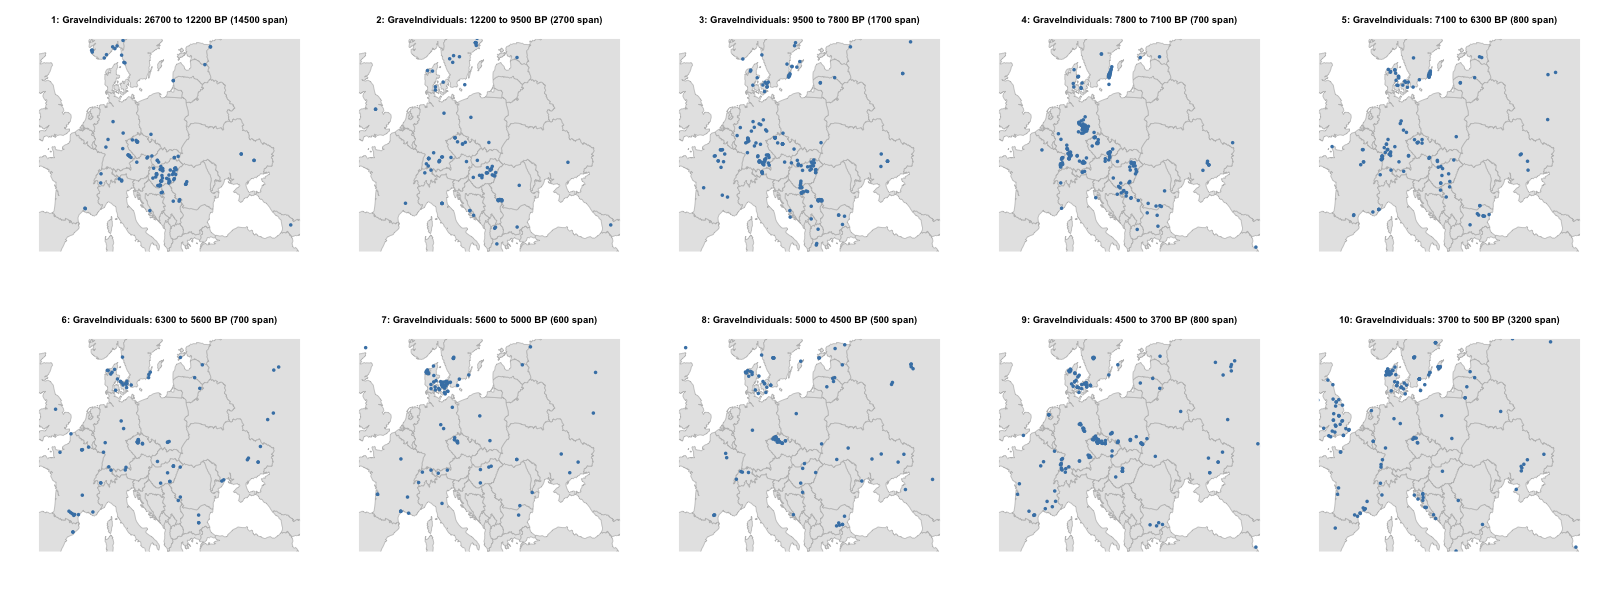 1: GraveIndividuals: 26700 to 12200 BP (14500 span)
2: GraveIndividuals: 12200 to 9500 BP (2700 span)
3: GraveIndividuals: 9500 to 7800 BP (1700 span)
4: GraveIndividuals: 7800 to 7100 BP (700 span)
5: GraveIndividuals: 7100 to 6300 BP (800 span)
6: GraveIndividuals: 6300 to 5600 BP (700 span)
7: GraveIndividuals: 5600 to 5000 BP (600 span)
8: GraveIndividuals: 5000 to 4500 BP (500 span)
9: GraveIndividuals: 4500 to 3700 BP (800 span)
10: GraveIndividuals: 3700 to 500 BP (3200 span)